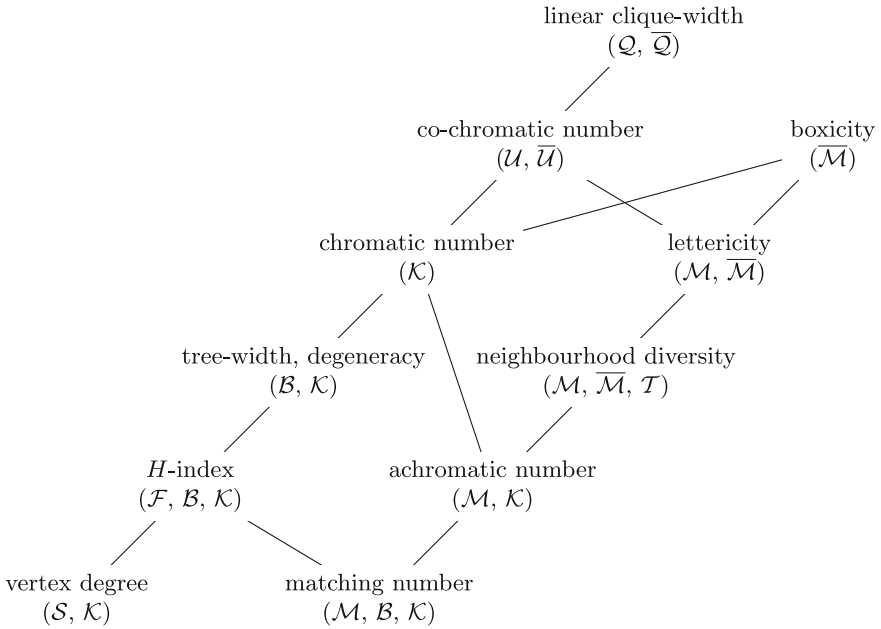 linear clique-width
(𝒬, 𝒬̅)
co-chromatic number
(𝒰, 𝒰̅)
boxicity
(ℳ̅)
chromatic number
(𝒦)
lettericity
(ℳ, ℳ̅)
tree-width, degeneracy
(ℬ, 𝒦)
neighbourhood diversity
(ℳ, ℳ̅, 𝒯)
H-index
(ℱ, ℬ, 𝒦)
achromatic number
(ℳ, 𝒦)
vertex degree
(𝒮, 𝒦)
matching number
(ℳ, ℬ, 𝒦)